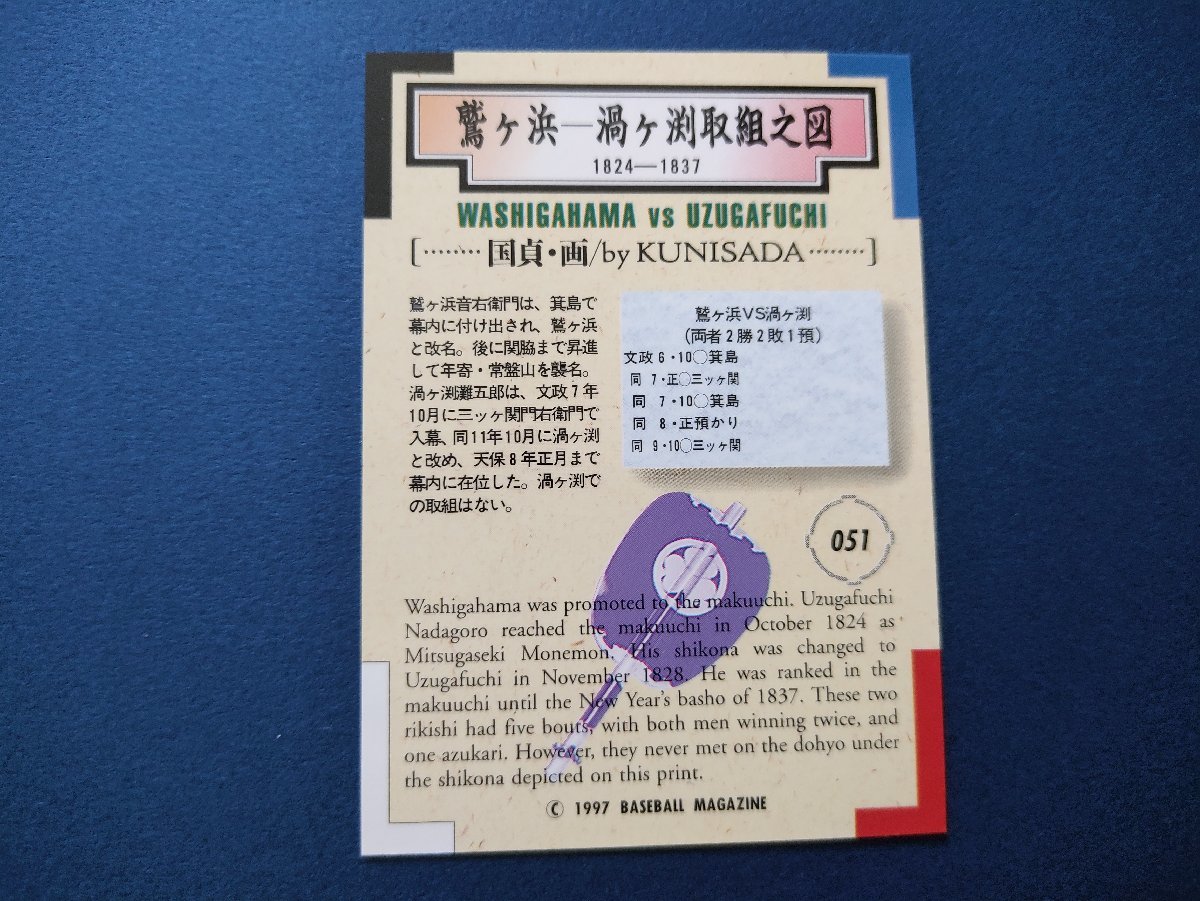 鷲ヶ浜―渦ヶ渕取組之図
1824―1837
WASHIGAHAMA vs UZUGAFUCHI
[········国貞・画/by KUNISADA········]
鷲ヶ浜音右衛門は、箕島で
幕内に付け出され、鷲ヶ浜
と改名。後に関脇まで昇進
して年寄・常盤山を襲名。
渦ヶ渕灘五郎は、文政7年
10月に三ッヶ関門右衛門で
入幕、同11年10月に渦ヶ渕
と改め、天保8年正月まで
幕内に在位した。渦ヶ渕で
の取組はない。
鷲ヶ浜VS渦ヶ渕
(両者2勝2敗1預)
文政6・10◯箕島
同 7・正◯三ッヶ関
同 7・10◯箕島
同 8・正預かり
同 9・10◯三ッヶ関
051
Washigahama was promoted to the makuuchi. Uzugafuchi
Nadagoro reached the makuuchi in October 1824 as
Mitsugaseki Monemon. His shikona was changed to
Uzugafuchi in November 1828. He was ranked in the
makuuchi until the New Year's basho of 1837. These two
rikishi had five bouts, with both men winning twice, and
one azukari. However, they never met on the dohyo under
the shikona depicted on this print.
© 1997 BASEBALL MAGAZINE